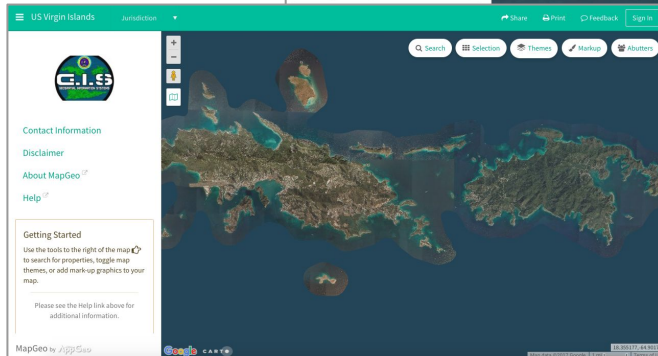 US Virgin Islands
Jurisdiction
Share
Print
Feedback
Sign In
+
−
Search
Selection
Themes
Markup
Abutters
G.I.S
Contact Information
Disclaimer
About MapGeo
Help
Getting Started
Use the tools to the right of the map
to search for properties, toggle map
themes, or add mark-up graphics to your
map.
Please see the Help link above for
additional information.
MapGeo by AppGeo
Google CARTO